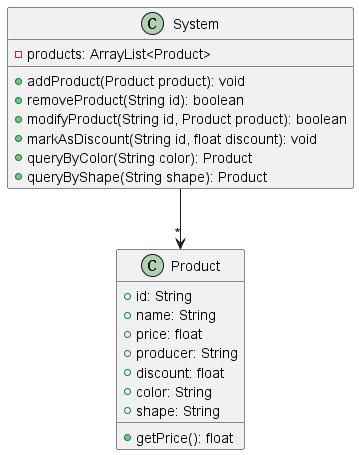 C System
products: ArrayList<Product>
addProduct(Product product): void
removeProduct(String id): boolean
modifyProduct(String id, Product product): boolean
markAsDiscount(String id, float discount): void
queryByColor(String color): Product
queryByShape(String shape): Product
*
C Product
id: String
name: String
price: float
producer: String
discount: float
color: String
shape: String
getPrice(): float